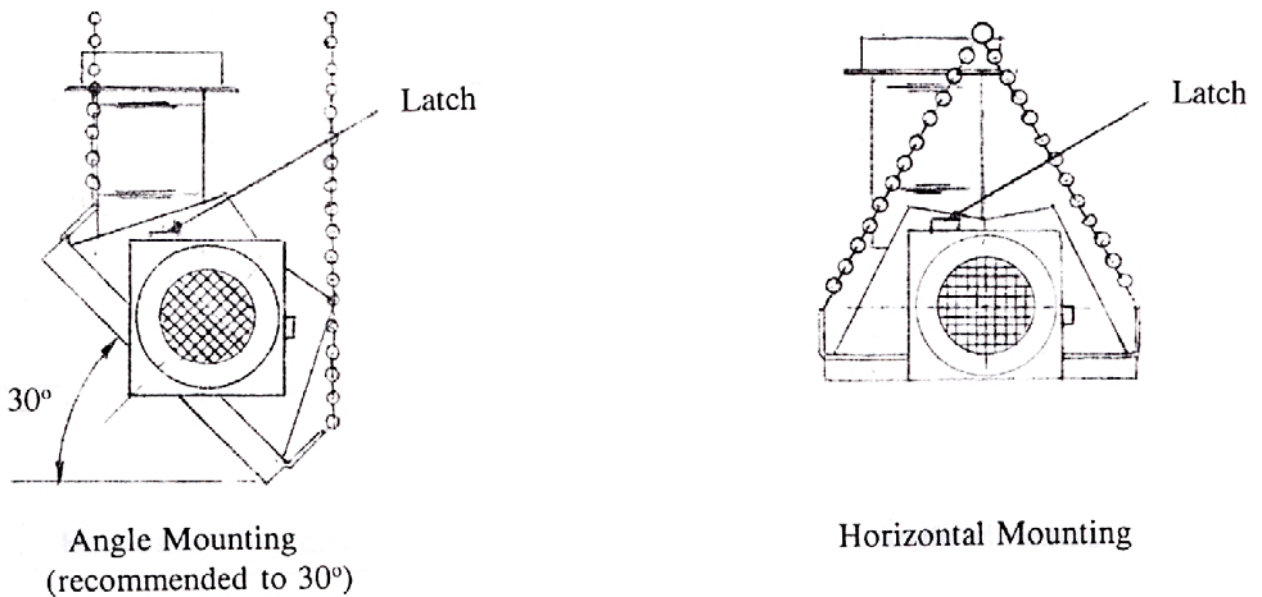 Latch
30°
Angle Mounting
(recommended to 30°)
Latch
Horizontal Mounting